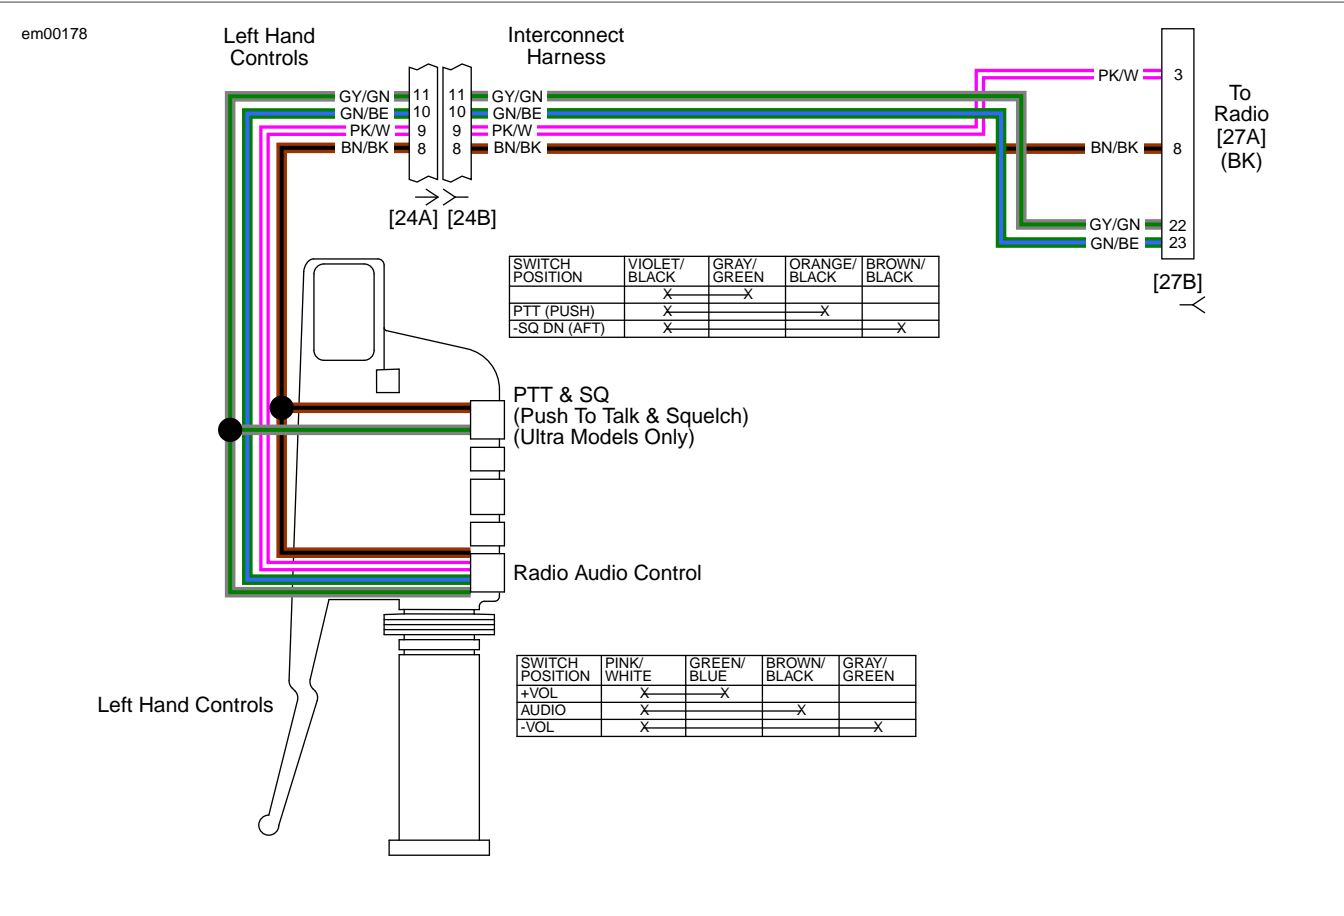 em00178
Left Hand
Controls
Interconnect
Harness
GY/GN 11 11 GY/GN
GN/BE 10 10 GN/BE
PK/W 9 9 PK/W
BN/BK 8 8 BN/BK
[24A] [24B]
PK/W 3
BN/BK 8
GY/GN 22
GN/BE 23
To
Radio
[27A]
(BK)
[27B]
SWITCH POSITION VIOLET/ BLACK GRAY/ GREEN ORANGE/ BLACK BROWN/ BLACK
X X
PTT (PUSH) X X
-SQ DN (AFT) X X
PTT & SQ
(Push To Talk & Squelch)
(Ultra Models Only)
Radio Audio Control
Left Hand Controls
SWITCH POSITION PINK/ WHITE GREEN/ BLUE BROWN/ BLACK GRAY/ GREEN
+VOL X X
AUDIO X X
-VOL X X